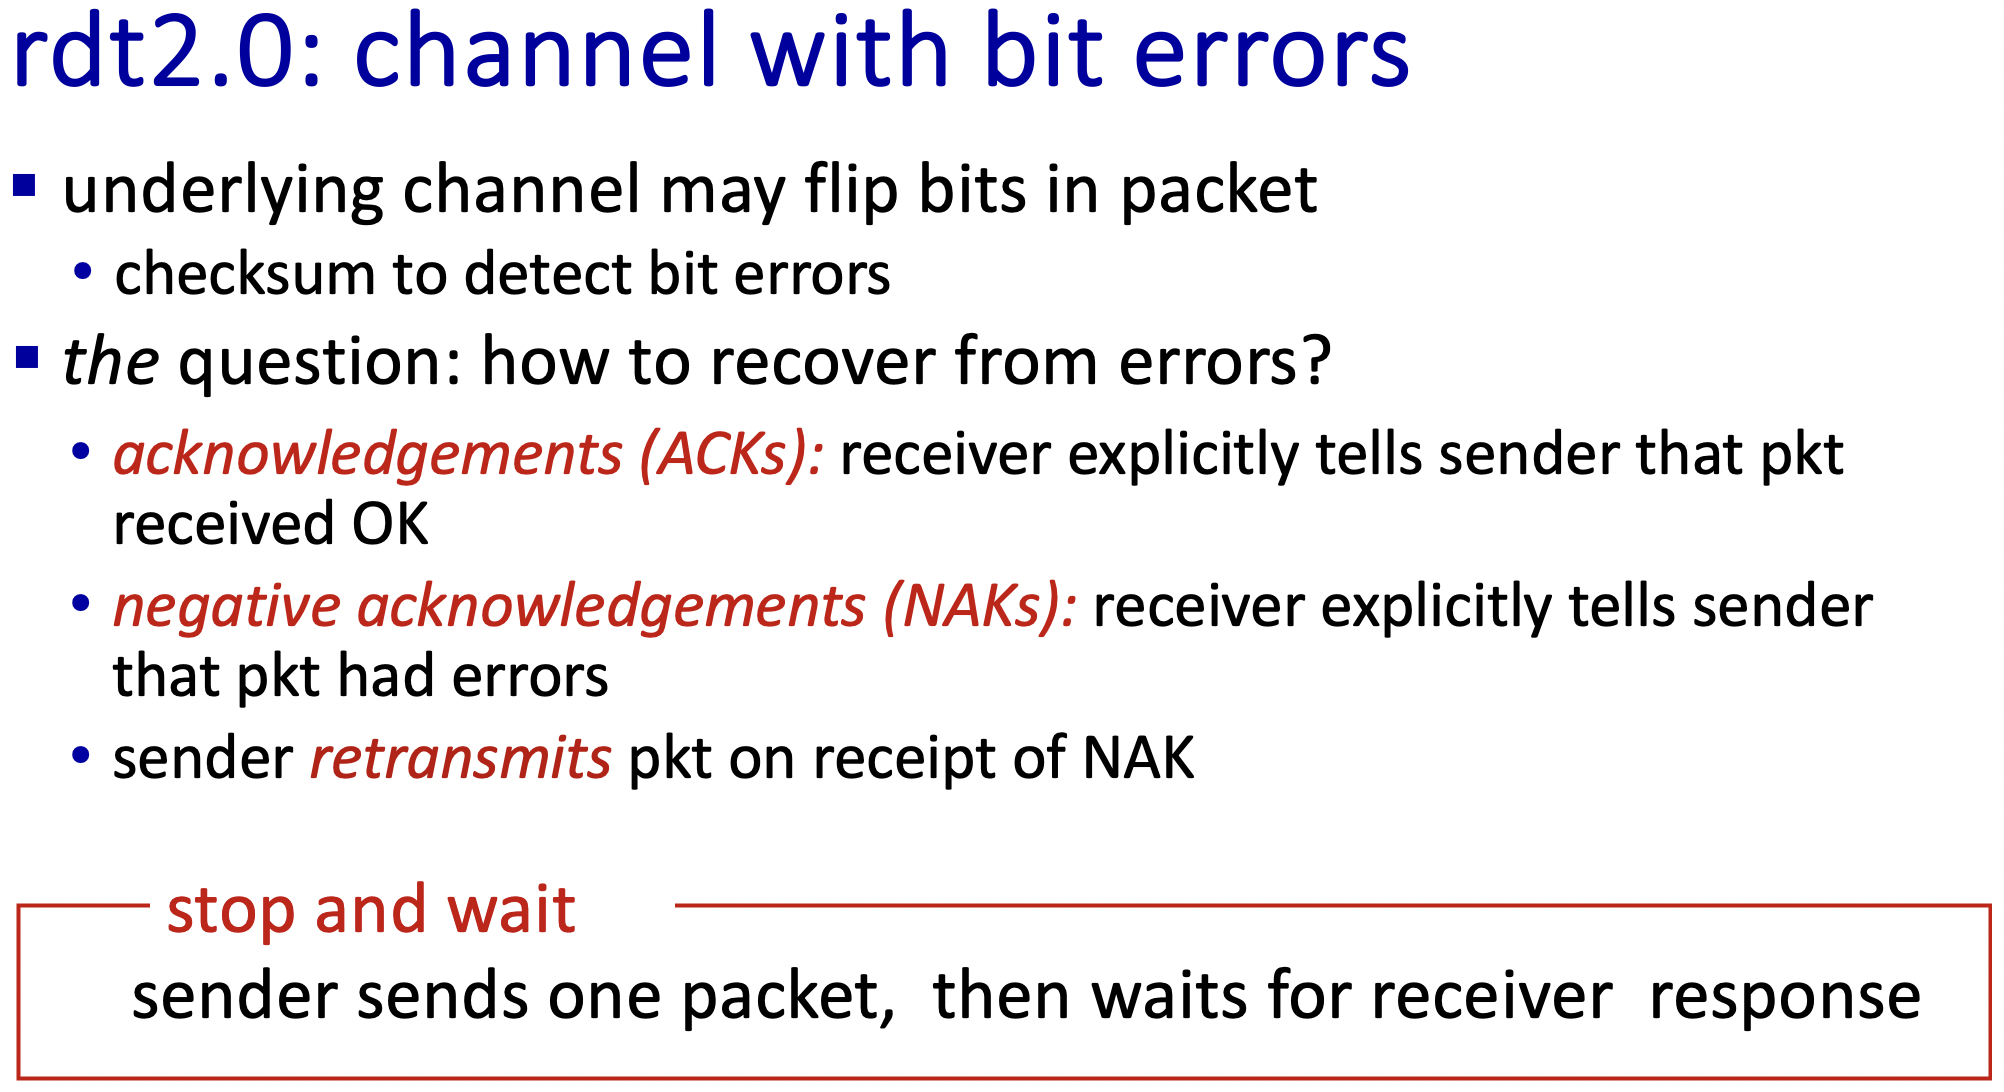 rdt2.0: channel with bit errors
▪ underlying channel may flip bits in packet
• checksum to detect bit errors
▪ the question: how to recover from errors?
• acknowledgements (ACKs): receiver explicitly tells sender that pkt
received OK
• negative acknowledgements (NAKs): receiver explicitly tells sender
that pkt had errors
• sender retransmits pkt on receipt of NAK
stop and wait
sender sends one packet, then waits for receiver response